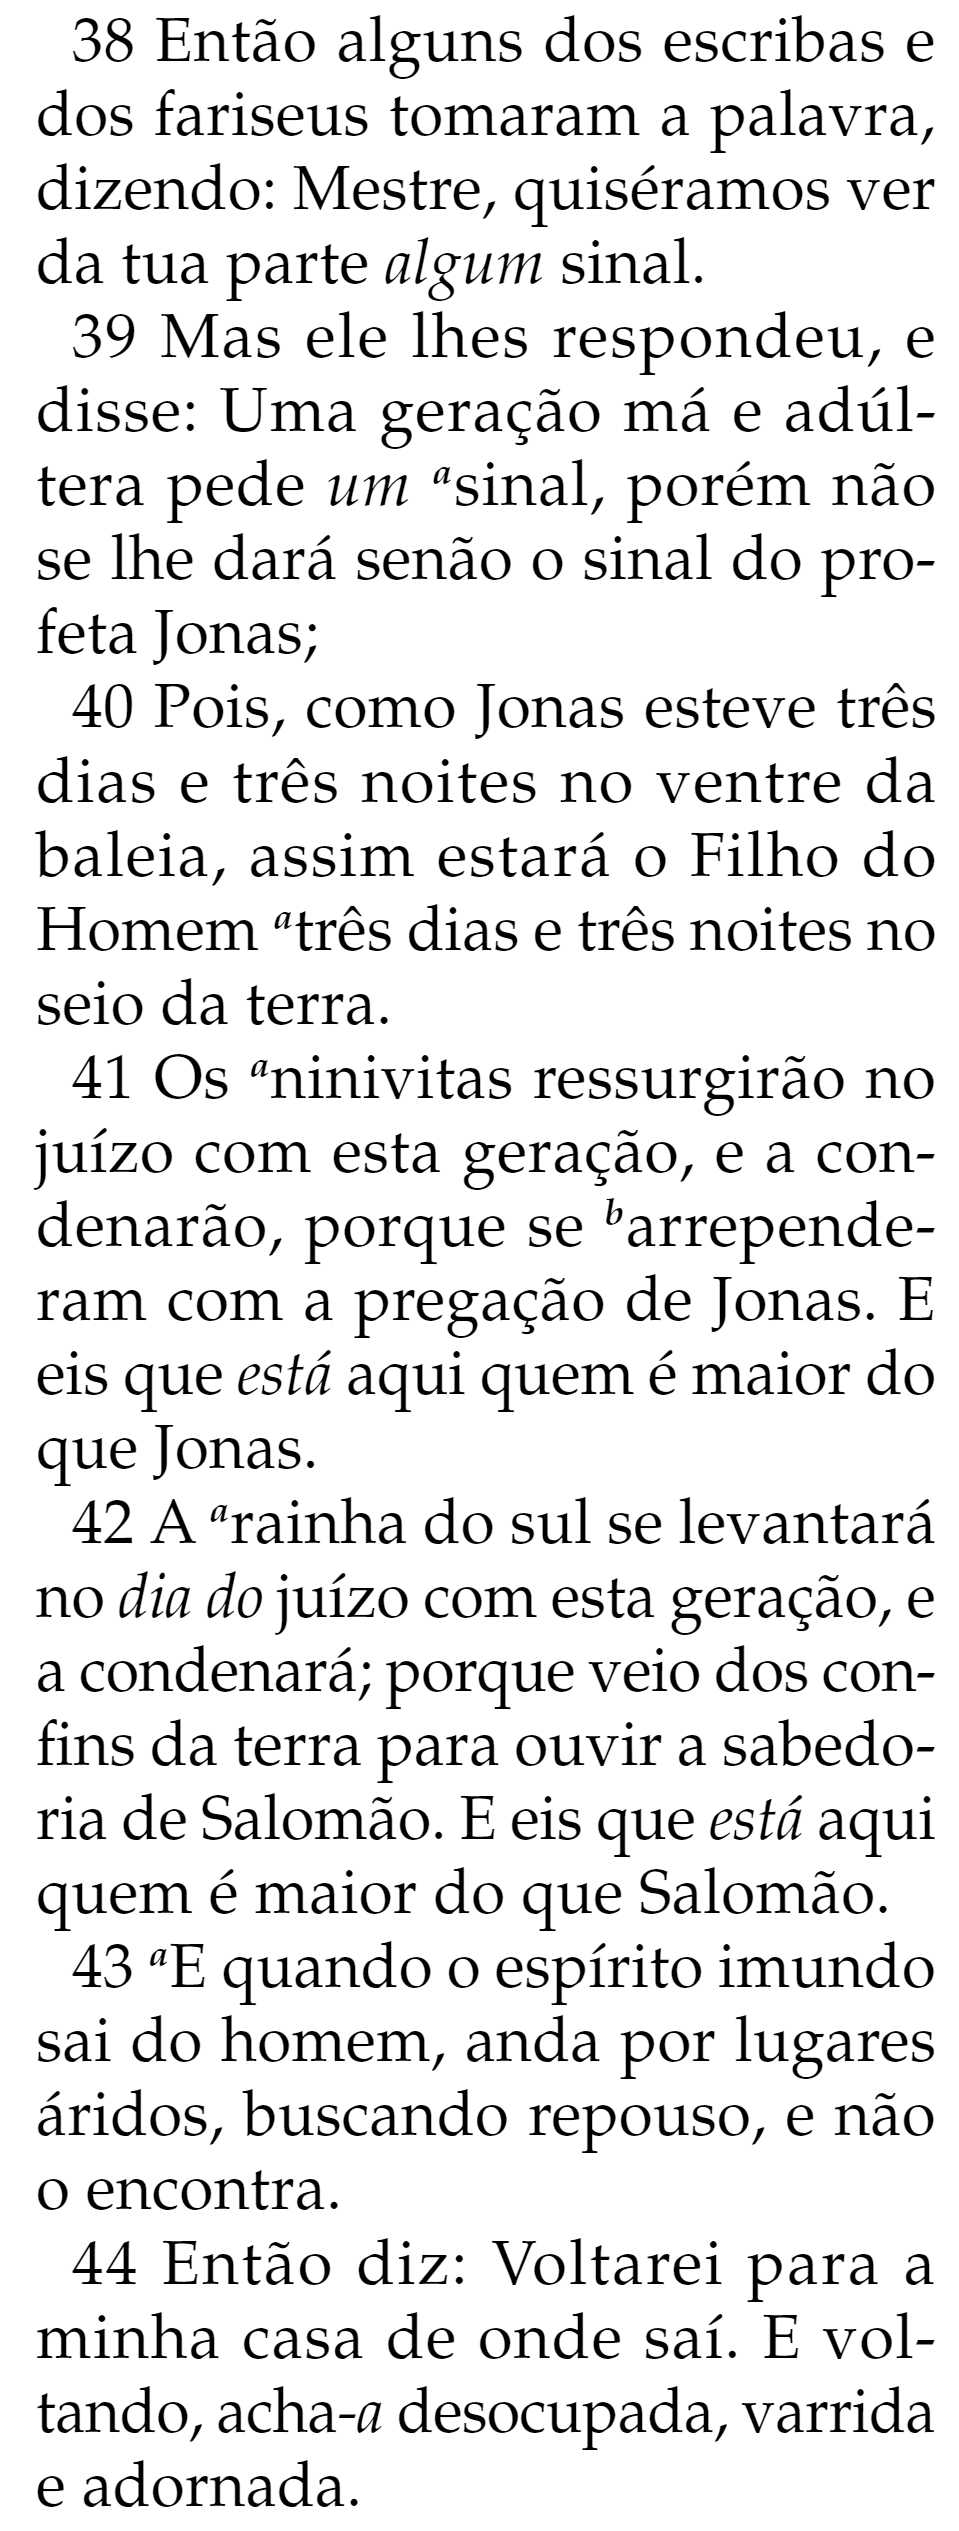 38 Então alguns dos escribas e
dos fariseus tomaram a palavra,
dizendo: Mestre, quiséramos ver
da tua parte algum sinal.
39 Mas ele lhes respondeu, e
disse: Uma geração má e adúl-
tera pede um ᵃsinal, porém não
se lhe dará senão o sinal do pro-
feta Jonas;
40 Pois, como Jonas esteve três
dias e três noites no ventre da
baleia, assim estará o Filho do
Homem ᵃtrês dias e três noites no
seio da terra.
41 Os ᵃninivitas ressurgirão no
juízo com esta geração, e a con-
denarão, porque se ᵇarrepende-
ram com a pregação de Jonas. E
eis que está aqui quem é maior do
que Jonas.
42 A ᵃrainha do sul se levantará
no dia do juízo com esta geração, e
a condenará; porque veio dos con-
fins da terra para ouvir a sabedo-
ria de Salomão. E eis que está aqui
quem é maior do que Salomão.
43 ᵃE quando o espírito imundo
sai do homem, anda por lugares
áridos, buscando repouso, e não
o encontra.
44 Então diz: Voltarei para a
minha casa de onde saí. E vol-
tando, acha-a desocupada, varrida
e adornada.